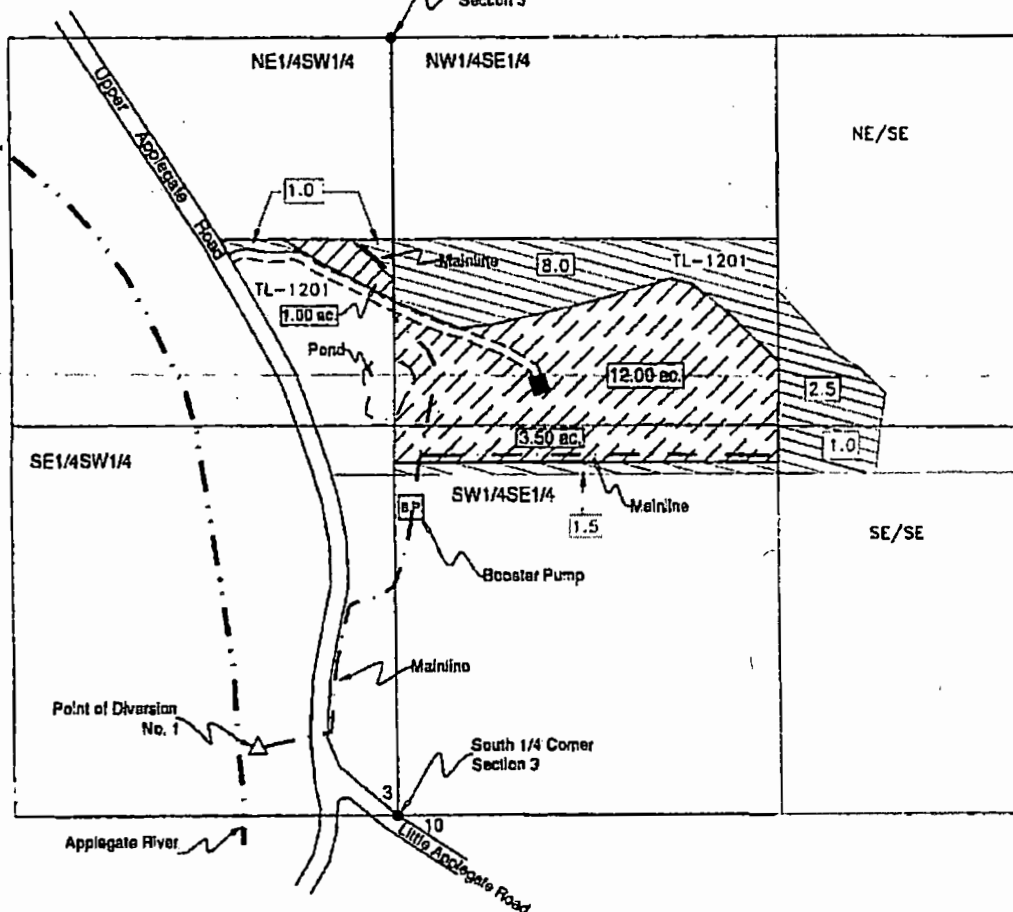 Section 3
NE1/4SW1/4
NW1/4SE1/4
NE/SE
Upper Applegate Road
1.0
Mainline
8.0
TL-1201
TL-1201
1.00 ac.
Pond
12.00 ac.
2.5
3.50 ac.
1.0
SE1/4SW1/4
SW1/4SE1/4
Mainline
1.5
B.P.
SE/SE
Booster Pump
Mainline
Point of Diversion
No. 1
South 1/4 Corner
Section 3
3
10
Applegate River
Little Applegate Road